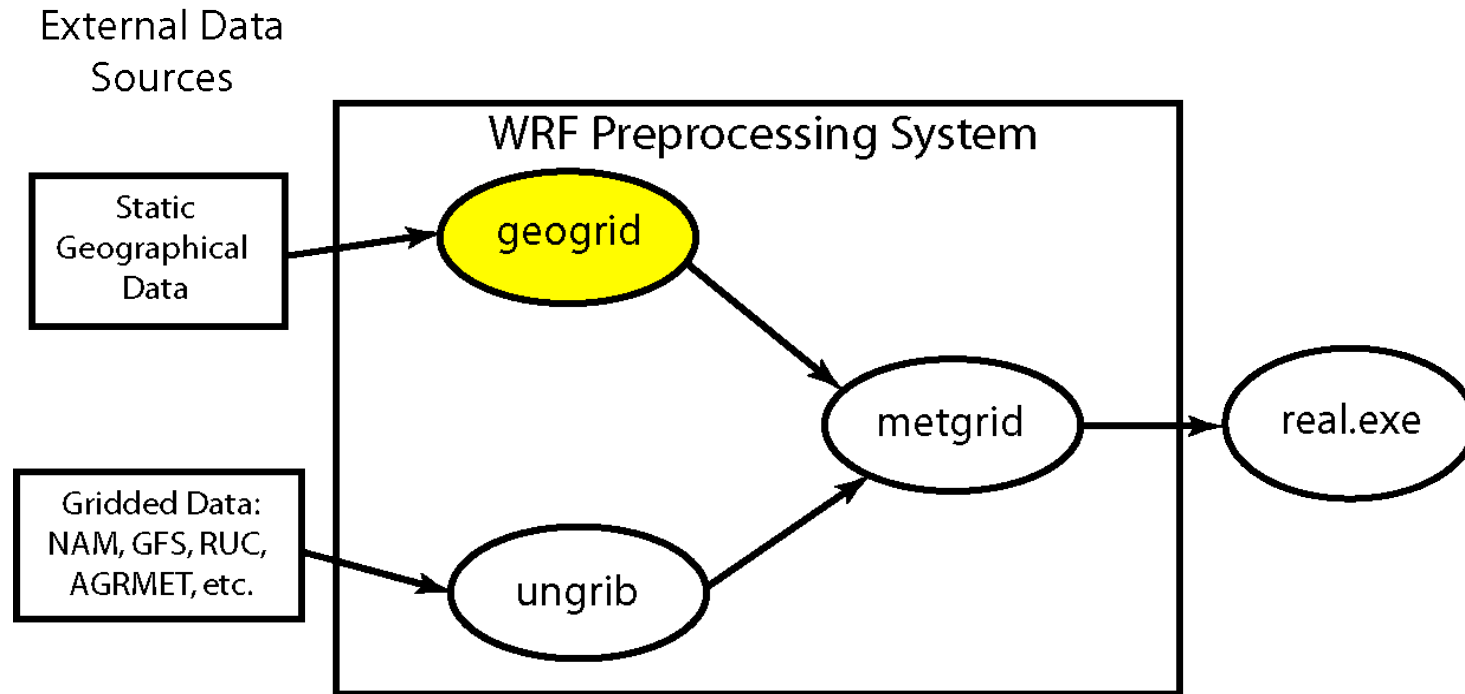 External Data
Sources
WRF Preprocessing System
Static
Geographical
Data
geogrid
metgrid
real.exe
Gridded Data:
NAM, GFS, RUC,
AGRMET, etc.
ungrib